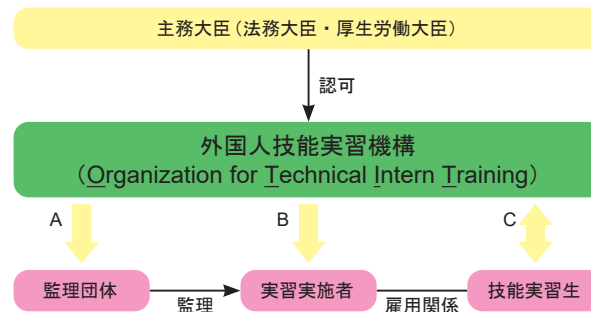 主務大臣(法務大臣・厚生労働大臣)
認可
外国人技能実習機構
(Organization for Technical Intern Training)
A
B
C
監理団体
監理
実習実施者
雇用関係
技能実習生